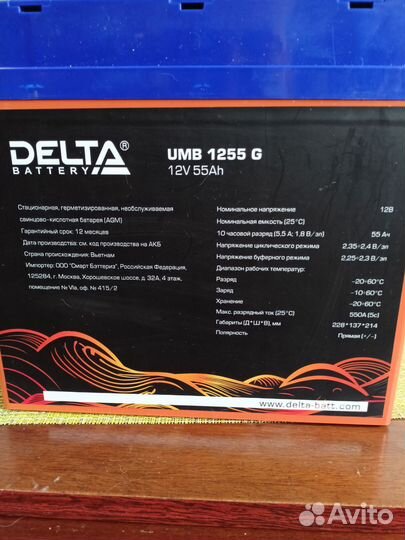 DELTA®
BATTERY
UMB 1255 G
12V 55Ah
Стационарная, герметизированная, необслуживаемая
свинцово-кислотная батарея (AGM)
Гарантийный срок: 12 месяцев
Дата производства: см. код производства на АКБ
Страна происхождения: Вьетнам
Импортер: ООО "Смарт Баттериз", Российская Федерация,
125284, г. Москва, Хорошевское шоссе, д. 32А, 4 этаж,
помещение № VIа, оф. № 415/2
Номинальное напряжение 12В
Номинальная емкость (25°С)
10 часовой разряд (5,5 А; 1,8 В/эл) 55 Ач
Напряжение циклического режима 2,35-2,4 В/эл
Напряжение буферного режима 2,25-2,3 В/эл
Диапазон рабочих температур:
Разряд -20~60°С
Заряд -10~60°С
Хранение -20~60°С
Макс. разрядный ток (25°С) 550А (5с)
Габариты (Д*Ш*В), мм 228*137*214
Полярность Прямая (+/-)
www.delta-batt.com
Avito